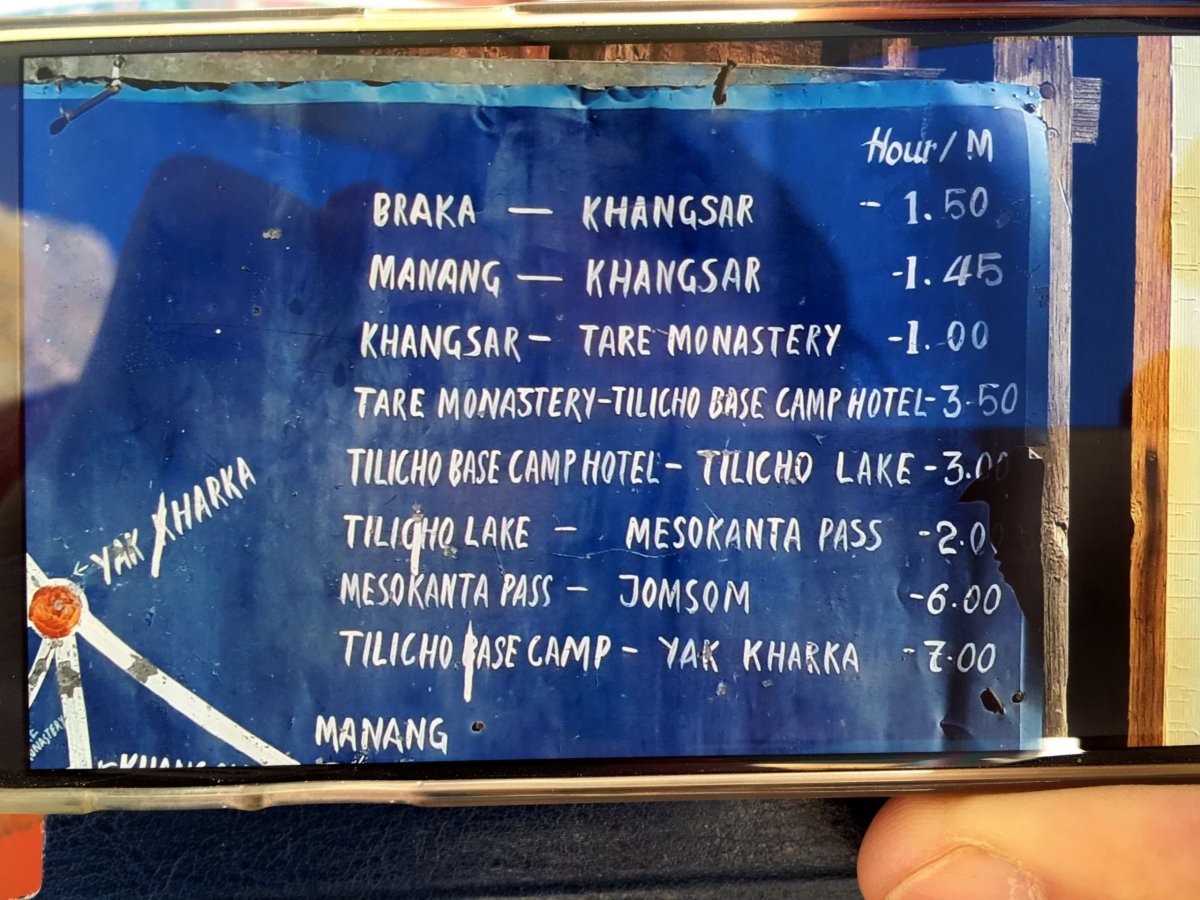 Hour/M
BRAKA — KHANGSAR - 1.50
MANANG — KHANGSAR -1.45
KHANGSAR - TARE MONASTERY -1.00
TARE MONASTERY-TILICHO BASE CAMP HOTEL-3.50
TILICHO BASE CAMP HOTEL - TILICHO LAKE -3.00
TILICHO LAKE - MESOKANTA PASS -2.0
MESOKANTA PASS - JOMSOM -6.00
TILICHO BASE CAMP - YAK KHARKA -7.00
YAK KHARKA
MANANG